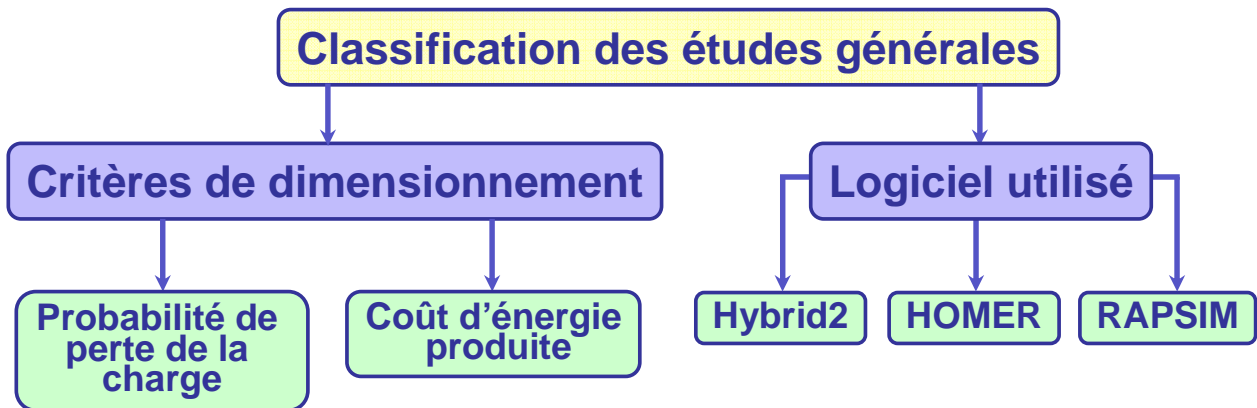 Classification des études générales
Critères de dimensionnement
Logiciel utilisé
Probabilité de
perte de la
charge
Coût d’énergie
produite
Hybrid2
HOMER
RAPSIM